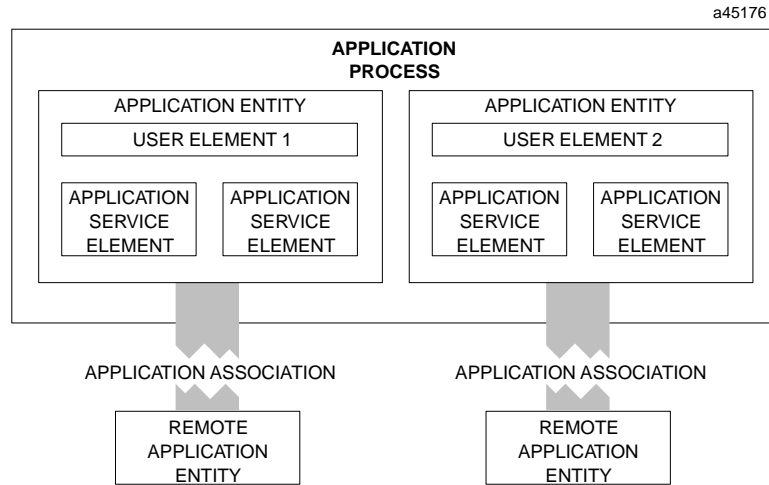 a45176
APPLICATION
PROCESS
APPLICATION ENTITY
USER ELEMENT 1
APPLICATION
SERVICE
ELEMENT
APPLICATION
SERVICE
ELEMENT
APPLICATION ENTITY
USER ELEMENT 2
APPLICATION
SERVICE
ELEMENT
APPLICATION
SERVICE
ELEMENT
APPLICATION ASSOCIATION
APPLICATION ASSOCIATION
REMOTE
APPLICATION
ENTITY
REMOTE
APPLICATION
ENTITY